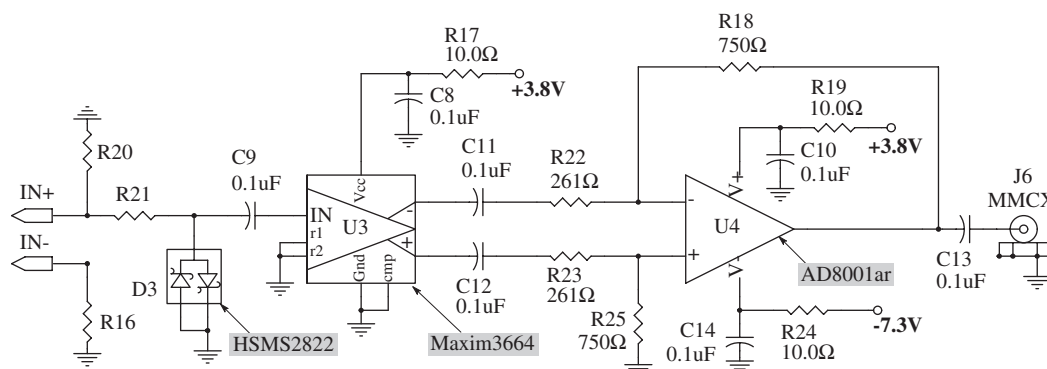 R18
750Ω
R17
10.0Ω
+3.8V
C8
0.1uF
R19
10.0Ω
+3.8V
C10
0.1uF
R20
C9
0.1uF
C11
0.1uF
R22
261Ω
J6
MMCX
IN+
R21
Vcc
IN
r1
r2
U3
-
+
Gnd
cmp
-
+
V+
V-
U4
IN-
D3
R16
HSMS2822
Maxim3664
C12
0.1uF
R23
261Ω
R25
750Ω
AD8001ar
C13
0.1uF
C14
0.1uF
R24
10.0Ω
-7.3V